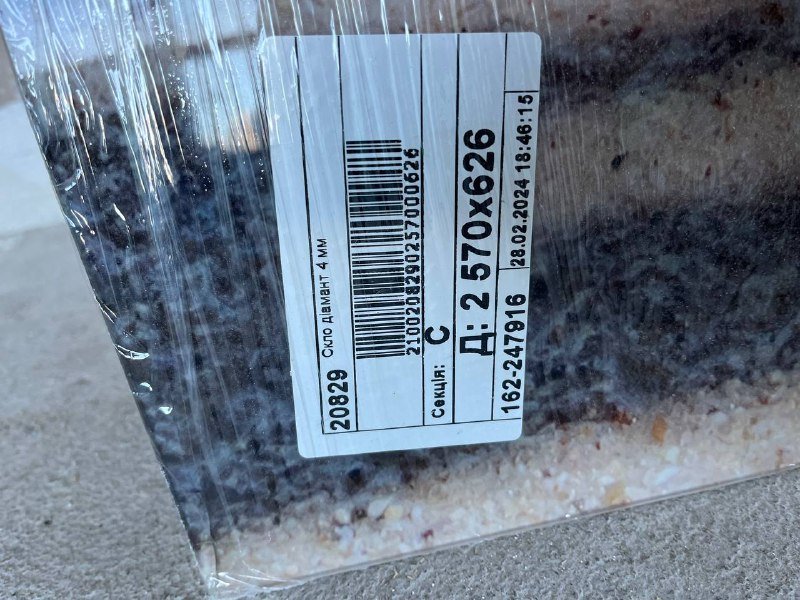 20829 Скло діамант 4 мм
2100208290257000626
Секція: С
Д: 2 570x626
162-247916 28.02.2024 18:46:15